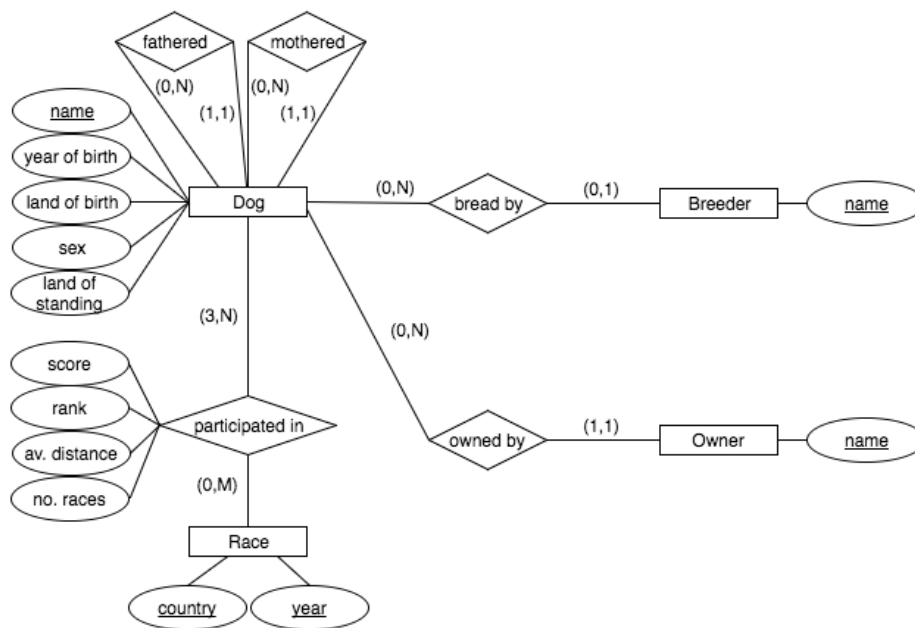 fathered
mothered
(0,N)
(0,N)
(1,1)
(1,1)
name
year of birth
land of birth
sex
land of
standing
Dog
(0,N)
bread by
(0,1)
Breeder
name
(3,N)
(0,N)
score
rank
av. distance
no. races
participated in
owned by
(1,1)
Owner
name
(0,M)
Race
country
year